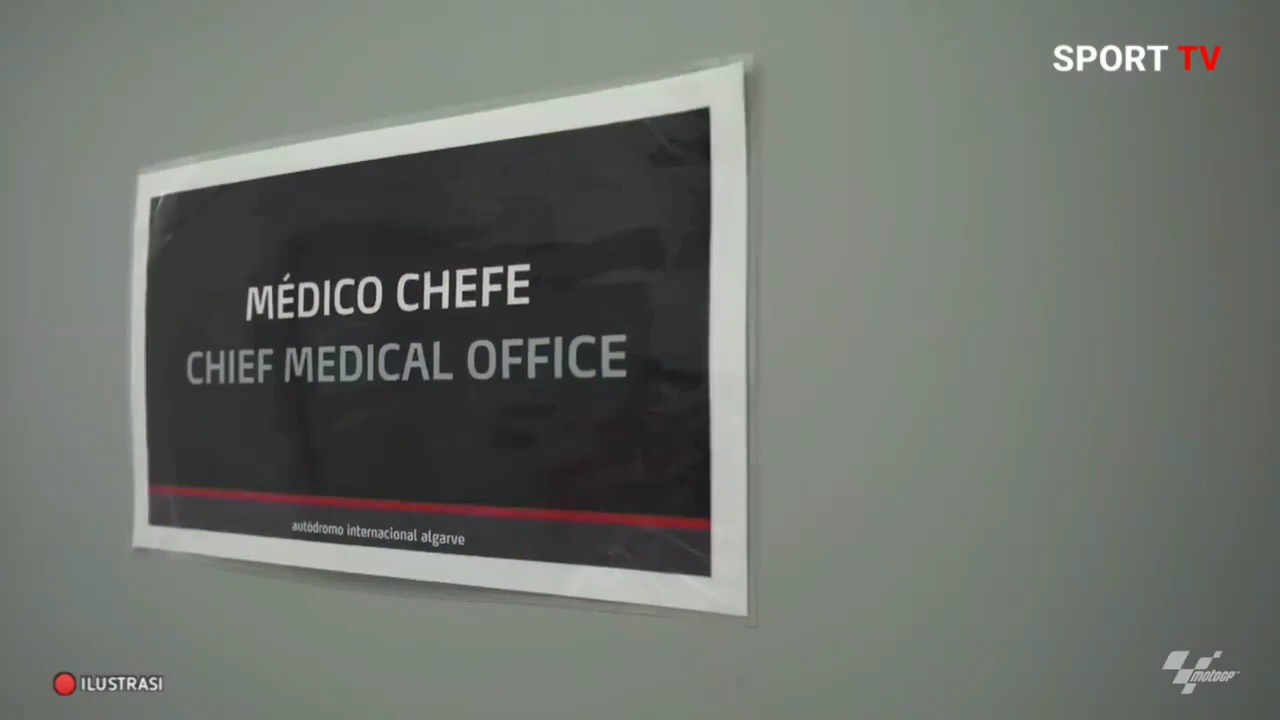 SPORT TV
MÉDICO CHEFE
CHIEF MEDICAL OFFICE
autódromo internacional algarve
ILUSTRASI
MotoGP